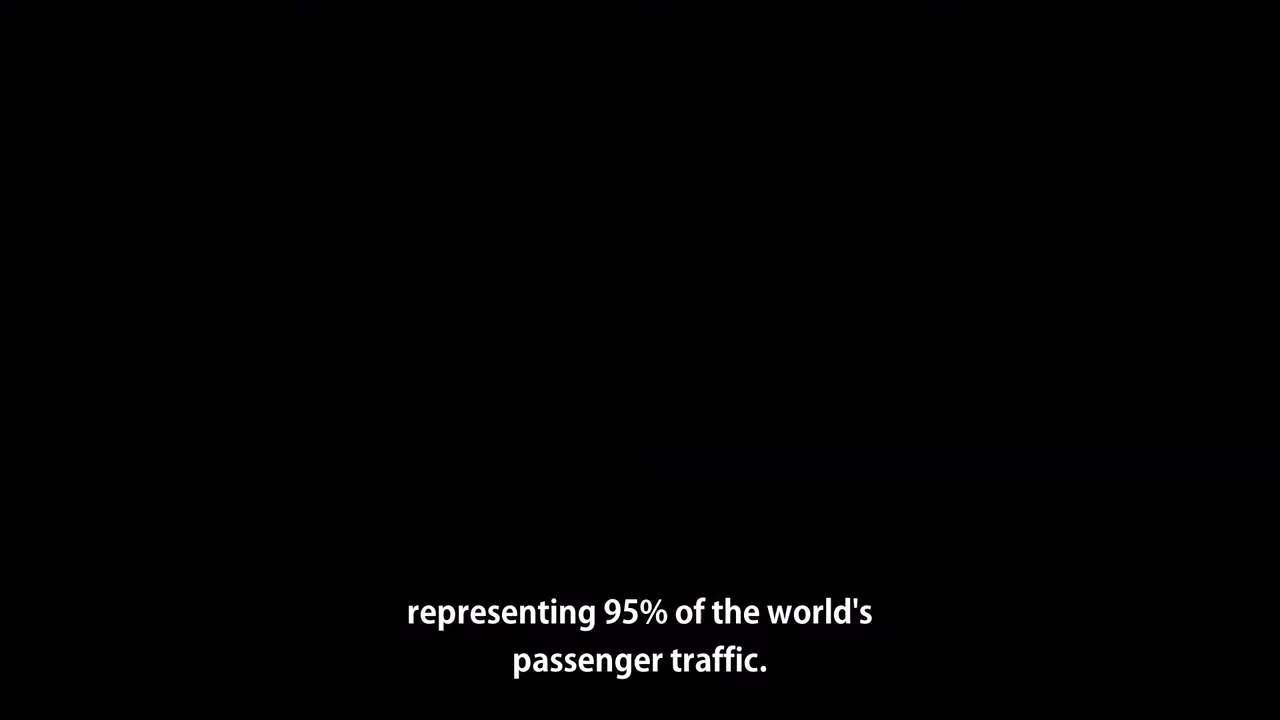 representing 95% of the world's
passenger traffic.